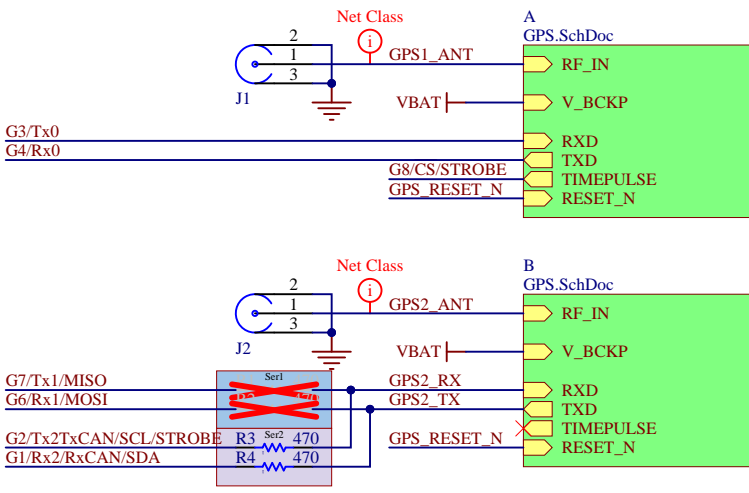 Net Class
A
GPS.SchDoc
2
i
1
GPS1_ANT
RF_IN
3
J1
VBAT
V_BCKP
G3/Tx0
RXD
G4/Rx0
TXD
G8/CS/STROBE
TIMEPULSE
GPS_RESET_N
RESET_N
Net Class
B
GPS.SchDoc
2
i
1
GPS2_ANT
RF_IN
3
J2
VBAT
V_BCKP
Ser1
G7/Tx1/MISO
GPS2_RX
RXD
G6/Rx1/MOSI
GPS2_TX
TXD
TIMEPULSE
G2/Tx2TxCAN/SCL/STROBE
R3
Ser2
470
GPS_RESET_N
RESET_N
G1/Rx2/RxCAN/SDA
R4
470